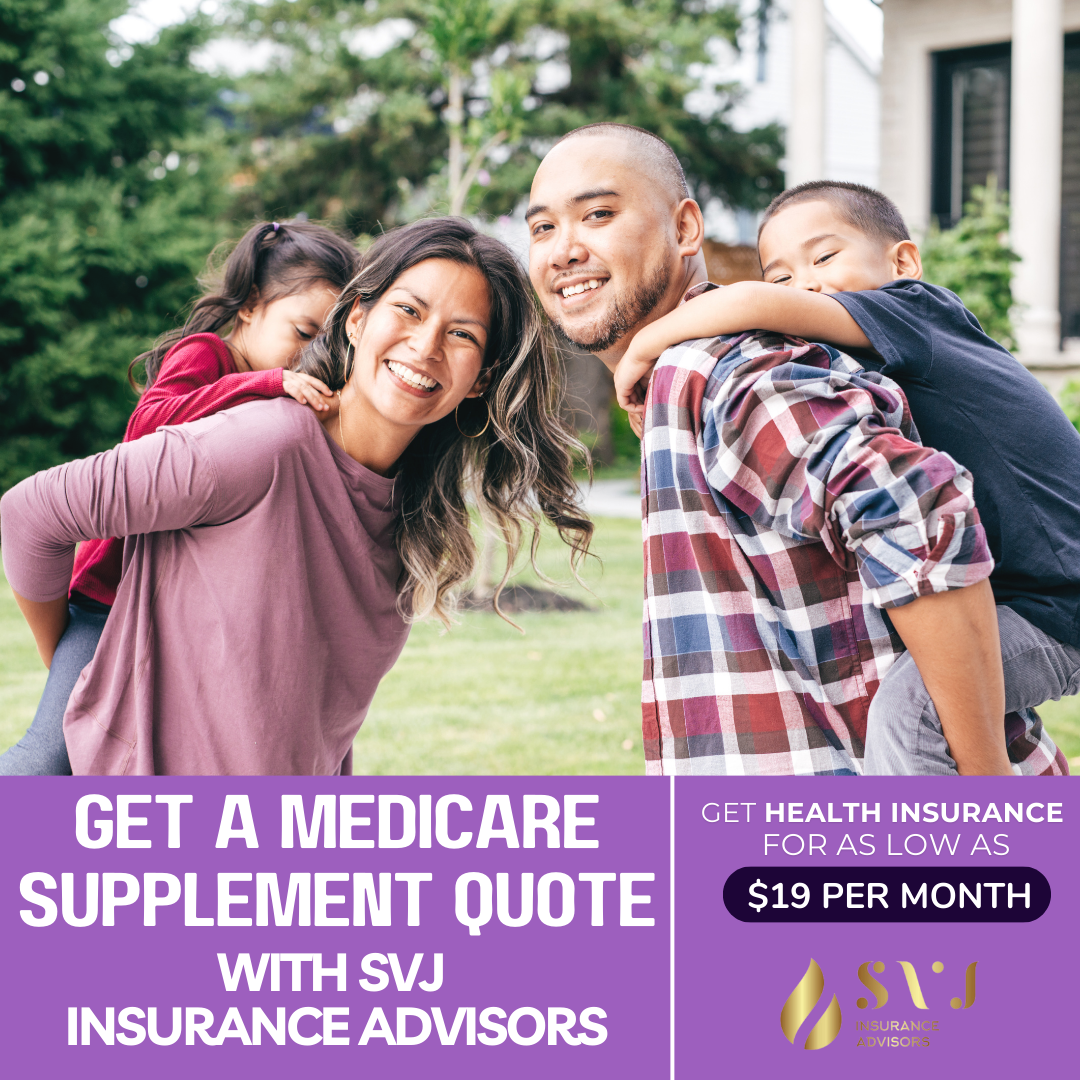 GET A MEDICARE
SUPPLEMENT QUOTE
WITH SVJ
INSURANCE ADVISORS
GET HEALTH INSURANCE
FOR AS LOW AS
$19 PER MONTH
SVJ
INSURANCE
ADVISORS